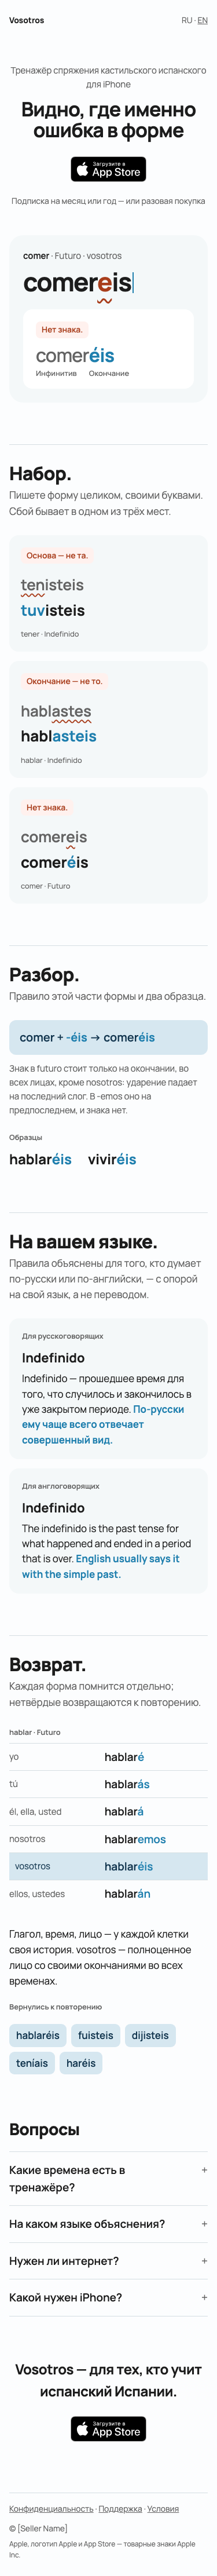 Vosotros
RU · EN
Тренажёр спряжения кастильского испанского
для iPhone
Видно, где именно
ошибка в форме
Загрузите в
App Store
Подписка на месяц или год — или разовая покупка
comer · Futuro · vosotros
comereis
Нет знака.
comeréis
Инфинитив Окончание
Набор.
Пишете форму целиком, своими буквами.
Сбой бывает в одном из трёх мест.
Основа — не та.
tenisteis
tuvisteis
tener · Indefinido
Окончание — не то.
hablastes
hablasteis
hablar · Indefinido
Нет знака.
comereis
comeréis
comer · Futuro
Разбор.
Правило этой части формы и два образца.
comer + -éis → comeréis
Знак в futuro стоит только на окончании, во
всех лицах, кроме nosotros: ударение падает
на последний слог. В -emos оно на
предпоследнем, и знака нет.
Образцы
hablaréis viviréis
На вашем языке.
Правила объяснены для того, кто думает
по-русски или по-английски, — с опорой
на свой язык, а не переводом.
Для русскоговорящих
Indefinido
Indefinido — прошедшее время для
того, что случилось и закончилось в
уже закрытом периоде. По-русски
ему чаще всего отвечает
совершенный вид.
Для англоговорящих
Indefinido
The indefinido is the past tense for
what happened and ended in a period
that is over. English usually says it
with the simple past.
Возврат.
Каждая форма помнится отдельно;
нетвёрдые возвращаются к повторению.
hablar · Futuro
yo hablaré
tú hablarás
él, ella, usted hablará
nosotros hablaremos
vosotros hablaréis
ellos, ustedes hablarán
Глагол, время, лицо — у каждой клетки
своя история. vosotros — полноценное
лицо со своими окончаниями во всех
временах.
Вернулись к повторению
hablaréis fuisteis dijisteis
teníais haréis
Вопросы
Какие времена есть в
тренажёре? +
На каком языке объяснения? +
Нужен ли интернет? +
Какой нужен iPhone? +
Vosotros — для тех, кто учит
испанский Испании.
Загрузите в
App Store
Конфиденциальность · Поддержка · Условия
© [Seller Name]
Apple, логотип Apple и App Store — товарные знаки Apple
Inc.